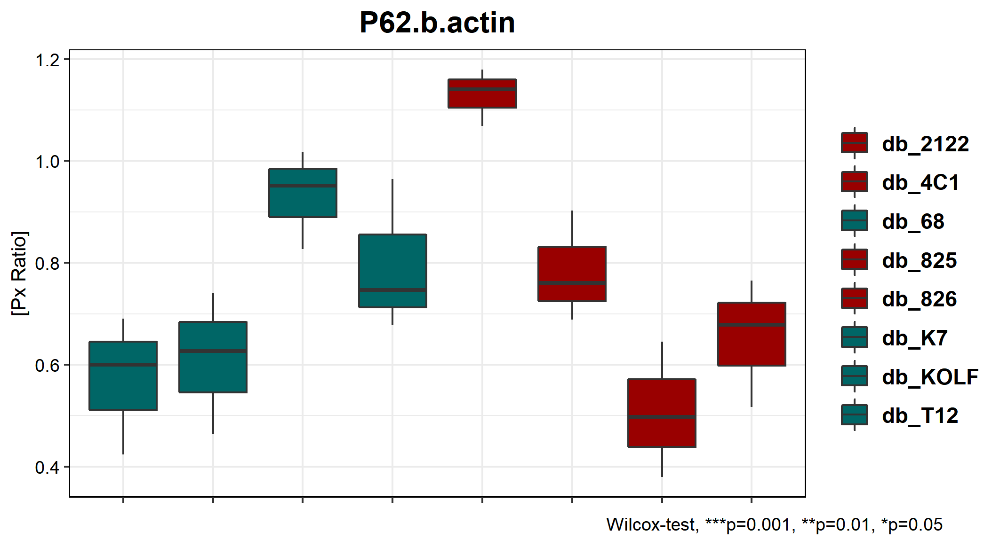 P62.b.actin
1.2
1.0
0.8
0.6
0.4
[Px Ratio]
db_2122
db_4C1
db_68
db_825
db_826
db_K7
db_KOLF
db_T12
Wilcox-test, ***p=0.001, **p=0.01, *p=0.05